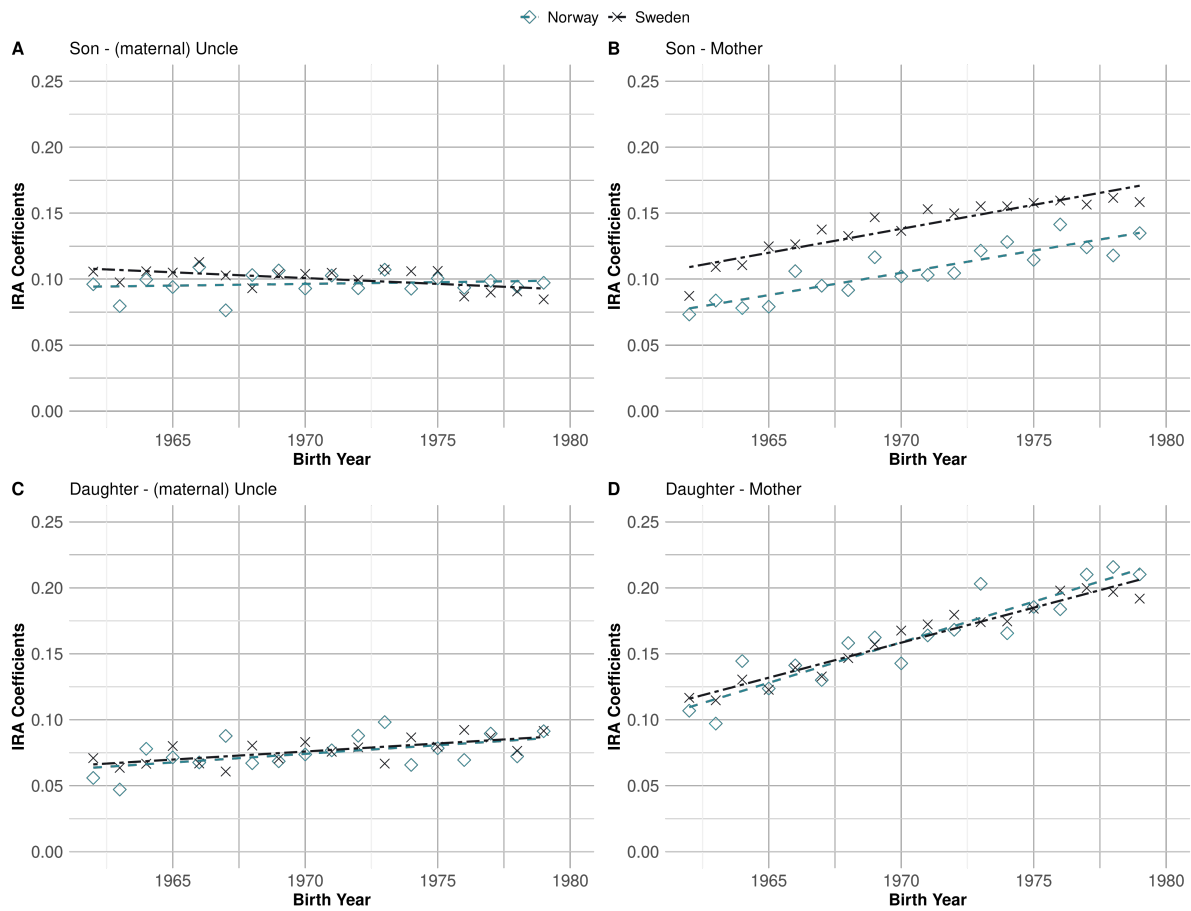 Norway Sweden
A Son - (maternal) Uncle
IRA Coefficients
0.25
0.20
0.15
0.10
0.05
0.00
1965 1970 1975 1980
Birth Year
B Son - Mother
IRA Coefficients
0.25
0.20
0.15
0.10
0.05
0.00
1965 1970 1975 1980
Birth Year
C Daughter - (maternal) Uncle
IRA Coefficients
0.25
0.20
0.15
0.10
0.05
0.00
1965 1970 1975 1980
Birth Year
D Daughter - Mother
IRA Coefficients
0.25
0.20
0.15
0.10
0.05
0.00
1965 1970 1975 1980
Birth Year